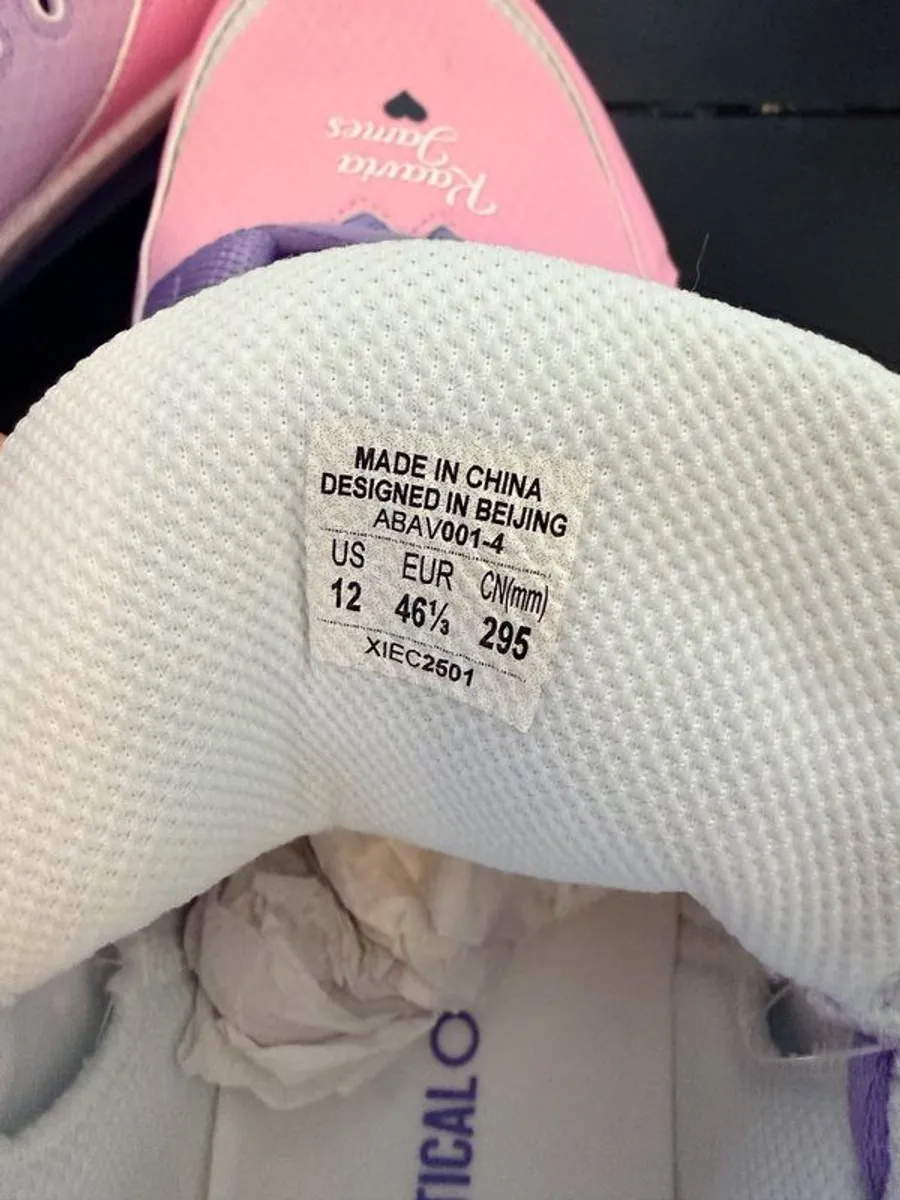 Kaavia
James
MADE IN CHINA
DESIGNED IN BEIJING
ABAV001-4
US EUR CN(mm)
12 46⅓ 295
XIEC2501
TICAL